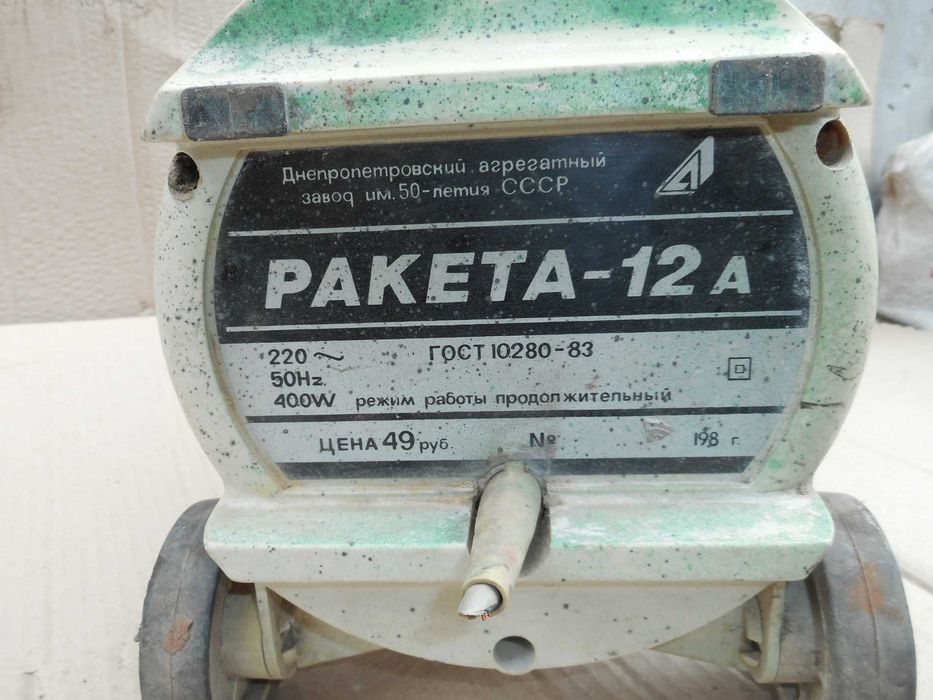 Днепропетровский агрегатный
завод им. 50-летия СССР
РАКЕТА-12А
220 ~ ГОСТ 10280-83
50Hz
400W режим работы продолжительный
ЦЕНА 49 руб. № 198 г.